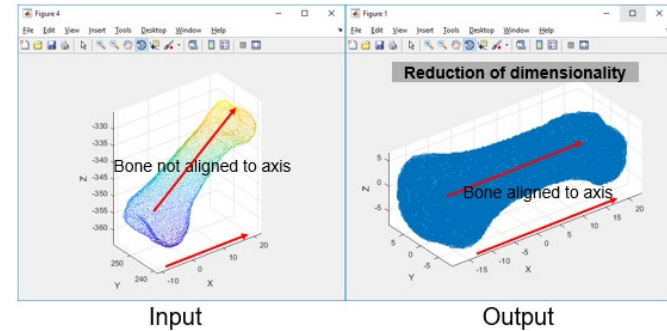 Figure 4
File Edit View Insert Tools Desktop Window Help
-330
-335
-340
-345
-350
-355
-360
Z
Bone not aligned to axis
250
240
Y
-10
0
10
20
X
Input
Figure 1
File Edit View Insert Tools Desktop Window Help
Reduction of dimensionality
5
0
-5
Z
Bone aligned to axis
5
0
-5
Y
-15
-10
-5
0
5
10
15
20
X
Output